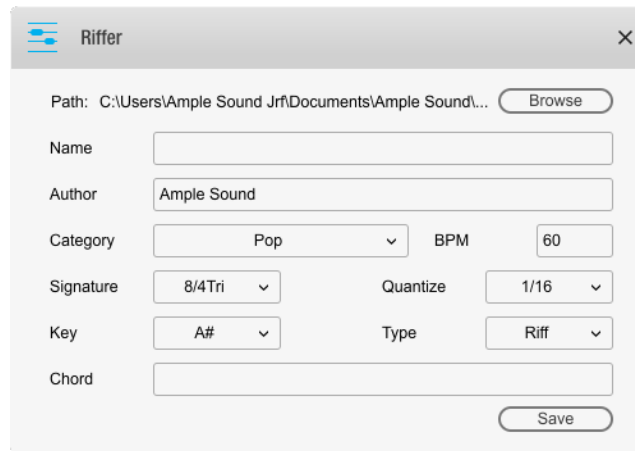 Riffer
Path: C:\Users\Ample Sound Jrf\Documents\Ample Sound\... Browse
Name
Author Ample Sound
Category Pop BPM 60
Signature 8/4Tri Quantize 1/16
Key A# Type Riff
Chord
Save